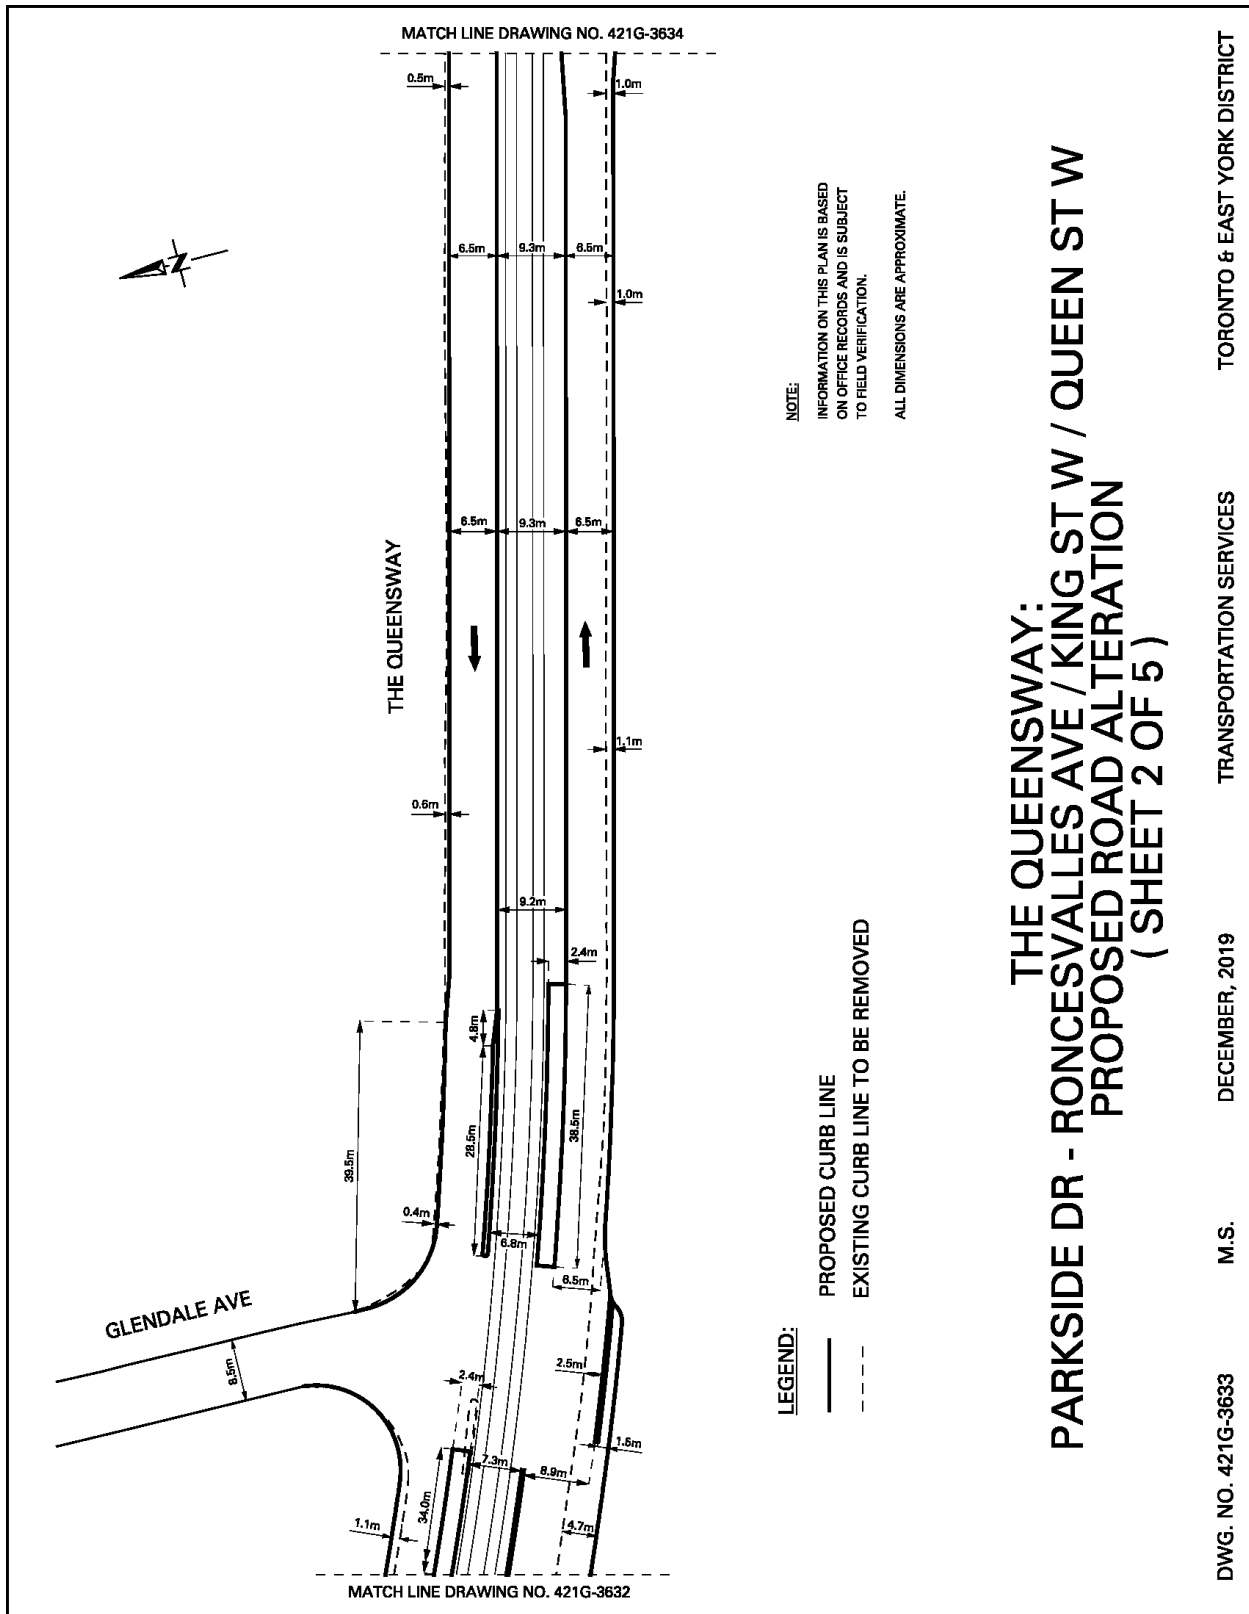 MATCH LINE DRAWING NO. 421G-3634
0.5m
1.0m
N
6.5m
9.3m
6.5m
1.0m
NOTE:
INFORMATION ON THIS PLAN IS BASED
ON OFFICE RECORDS AND IS SUBJECT
TO FIELD VERIFICATION.
ALL DIMENSIONS ARE APPROXIMATE.
6.5m
9.3m
6.5m
THE QUEENSWAY
1.1m
0.6m
9.2m
2.4m
4.8m
28.5m
38.5m
39.5m
0.4m
6.8m
6.5m
GLENDALE AVE
8.5m
2.4m
2.5m
1.5m
7.3m
8.9m
34.0m
1.1m
4.7m
MATCH LINE DRAWING NO. 421G-3632
LEGEND:
PROPOSED CURB LINE
EXISTING CURB LINE TO BE REMOVED
THE QUEENSWAY:
PARKSIDE DR - RONCESVALLES AVE / KING ST W / QUEEN ST W
PROPOSED ROAD ALTERATION
( SHEET 2 OF 5 )
DWG. NO. 421G-3633 M.S. DECEMBER, 2019 TRANSPORTATION SERVICES TORONTO & EAST YORK DISTRICT